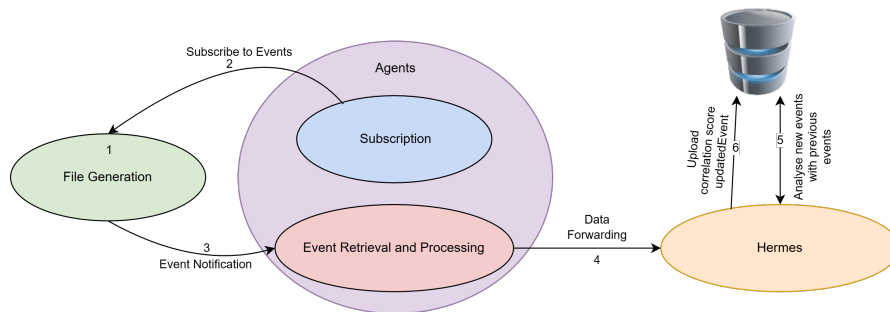 Subscribe to Events
2
Agents
1
File Generation
Subscription
3
Event Notification
Event Retrieval and Processing
Data
Forwarding
4
Hermes
Upload
correlation score
updatedEvent
6
5
Analyse new events
with previous
events